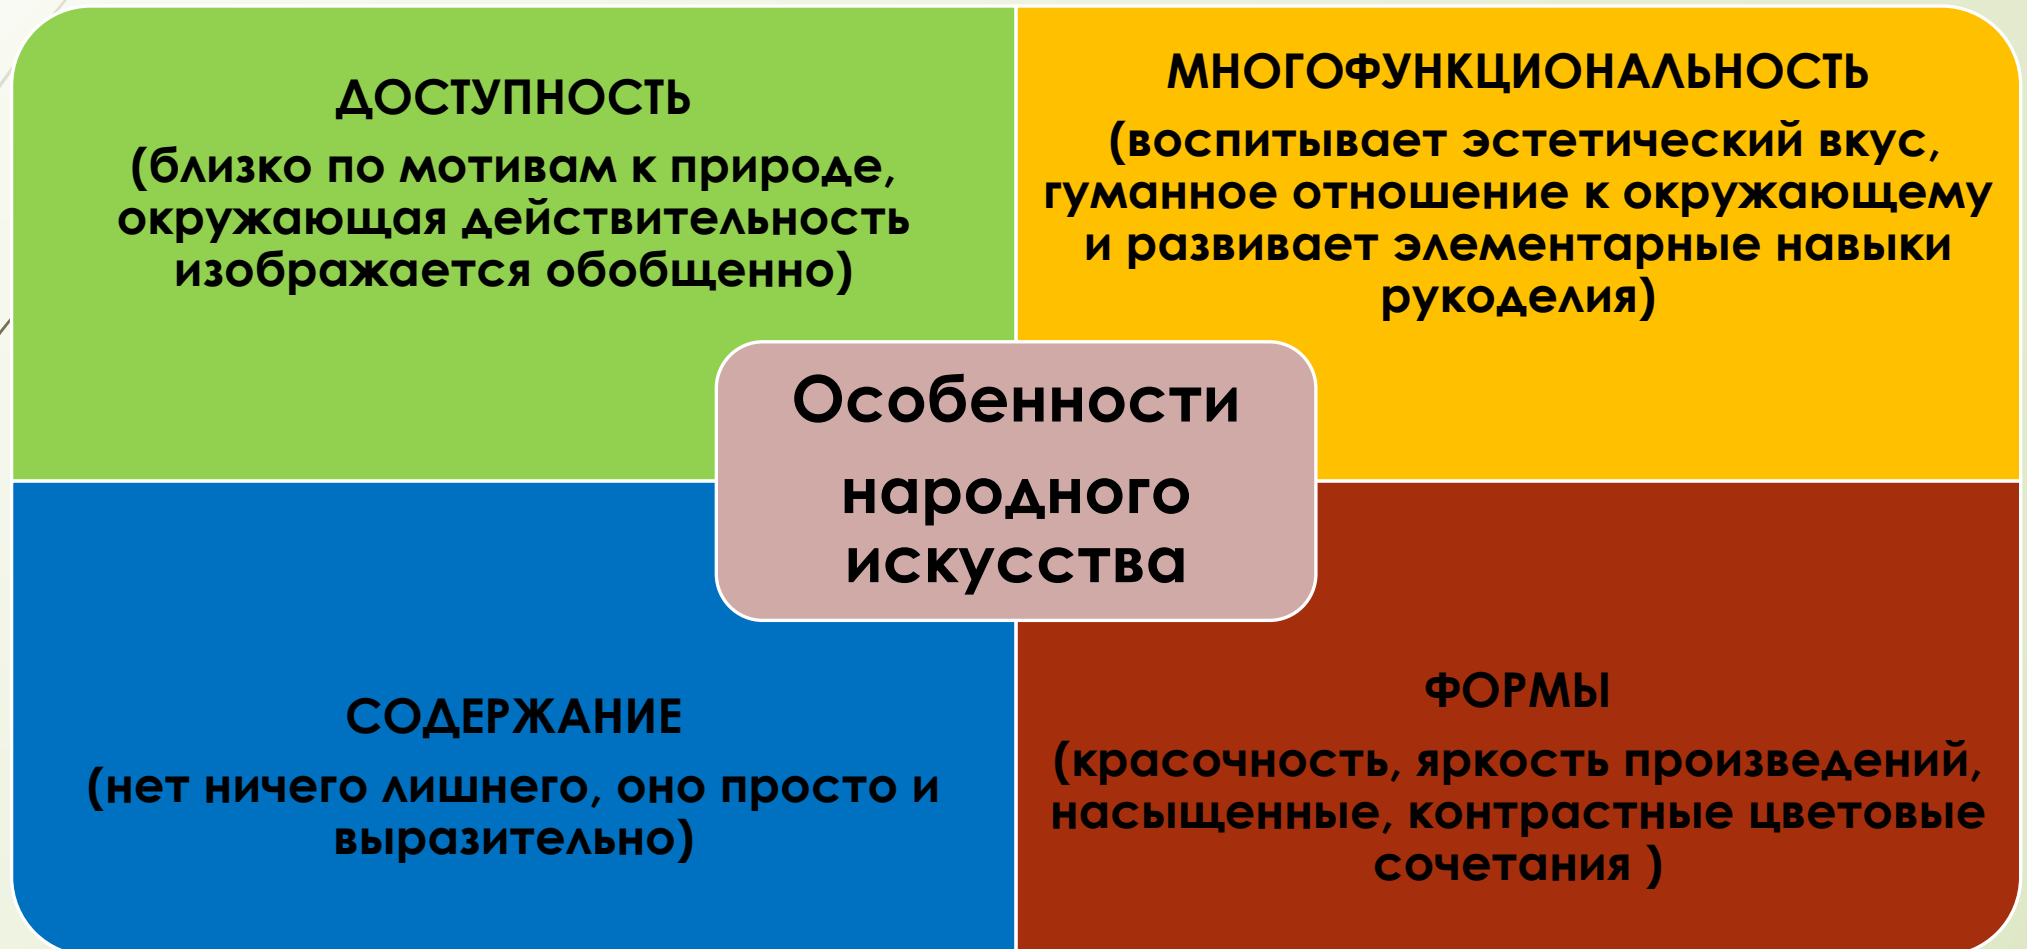 ДОСТУПНОСТЬ
(близко по мотивам к природе,
окружающая действительность
изображается обобщенно)
МНОГОФУНКЦИОНАЛЬНОСТЬ
(воспитывает эстетический вкус,
гуманное отношение к окружающему
и развивает элементарные навыки
рукоделия)
Особенности
народного
искусства
СОДЕРЖАНИЕ
(нет ничего лишнего, оно просто и
выразительно)
ФОРМЫ
(красочность, яркость произведений,
насыщенные, контрастные цветовые
сочетания )